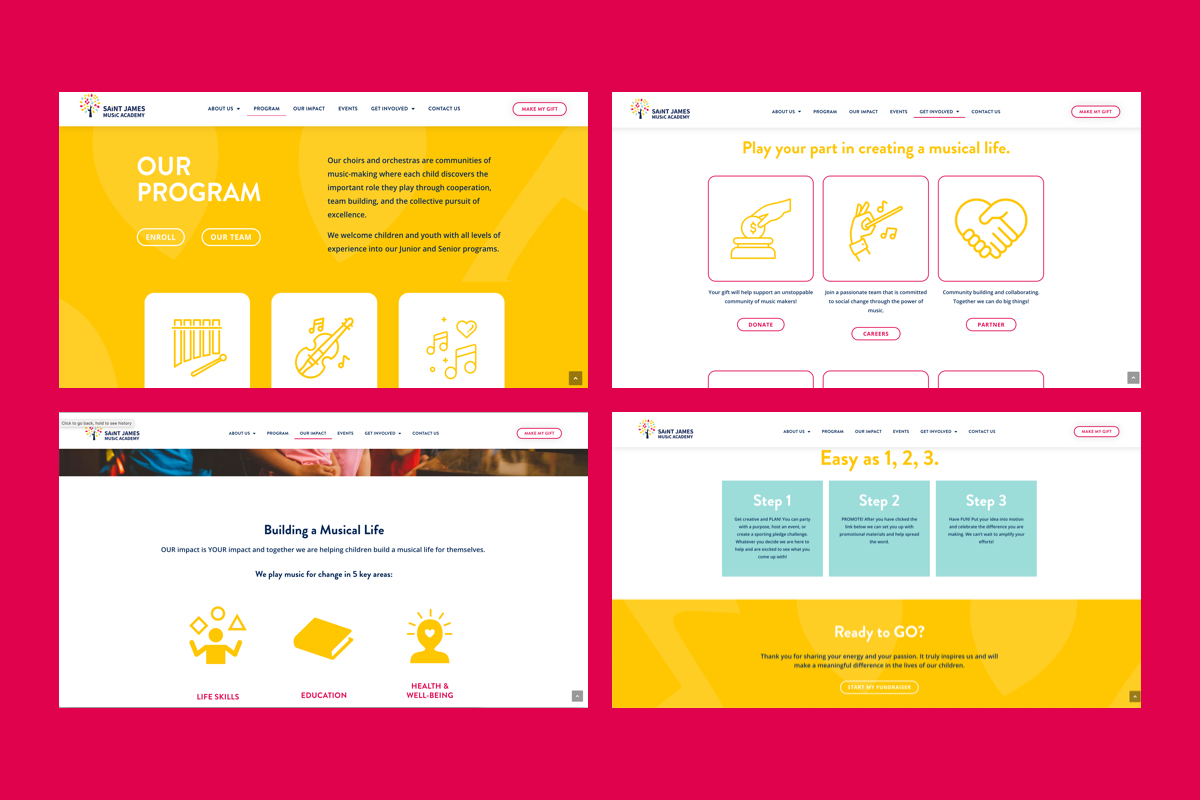 SAiNT JAMES
MUSiC ACADEMY
ABOUT US
PROGRAM
OUR IMPACT
EVENTS
GET INVOLVED
CONTACT US
MAKE MY GIFT
OUR
PROGRAM
ENROLL
OUR TEAM
Our choirs and orchestras are communities of
music-making where each child discovers the
important role they play through cooperation,
team building, and the collective pursuit of
excellence.
We welcome children and youth with all levels of
experience into our Junior and Senior programs.
SAiNT JAMES
MUSiC ACADEMY
ABOUT US
PROGRAM
OUR IMPACT
EVENTS
GET INVOLVED
CONTACT US
MAKE MY GIFT
Play your part in creating a musical life.
$
Your gift will help support an unstoppable
community of music makers!
DONATE
Join a passionate team that is committed
to social change through the power of
music.
CAREERS
Community building and collaborating.
Together we can do big things!
PARTNER
Click to go back, hold to see history
SAiNT JAMES
MUSiC ACADEMY
ABOUT US
PROGRAM
OUR IMPACT
EVENTS
GET INVOLVED
CONTACT US
MAKE MY GIFT
Building a Musical Life
OUR impact is YOUR impact and together we are helping children build a musical life for themselves.
We play music for change in 5 key areas:
LIFE SKILLS
EDUCATION
HEALTH &
WELL-BEING
SAiNT JAMES
MUSiC ACADEMY
ABOUT US
PROGRAM
OUR IMPACT
EVENTS
GET INVOLVED
CONTACT US
MAKE MY GIFT
Easy as 1, 2, 3.
Step 1
Get creative and PLAN! You can party
with a purpose, host an event, or
create a sporting pledge challenge.
Whatever you decide we are here to
help and are excited to see what you
come up with!
Step 2
PROMOTE! After you have clicked the
link below we can set you up with
promotional materials and help spread
the word.
Step 3
Have FUN! Put your idea into motion
and celebrate the difference you are
making. We can't wait to amplify your
efforts!
Ready to GO?
Thank you for sharing your energy and your passion. It truly inspires us and will
make a meaningful difference in the lives of our children.
START MY FUNDRAISER